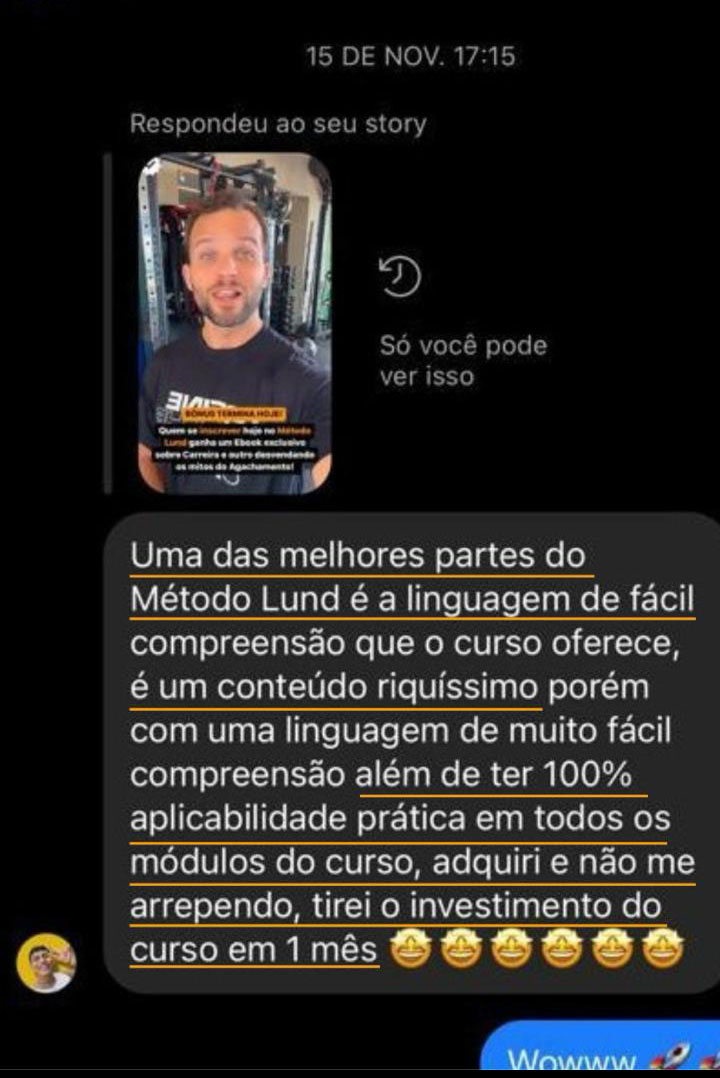 15 DE NOV. 17:15
Respondeu ao seu story
BÔNUS TERMINA HOJE!
Quem se inscrever hoje no Método
Lund ganha um Ebook exclusivo
sobre Carreira e outro desvendando
os mitos do Agachamento!
Só você pode
ver isso
Uma das melhores partes do
Método Lund é a linguagem de fácil
compreensão que o curso oferece,
é um conteúdo riquíssimo porém
com uma linguagem de muito fácil
compreensão além de ter 100%
aplicabilidade prática em todos os
módulos do curso, adquiri e não me
arrependo, tirei o investimento do
curso em 1 mês 🤩🤩🤩🤩🤩🤩
Wowww 🚀🚀